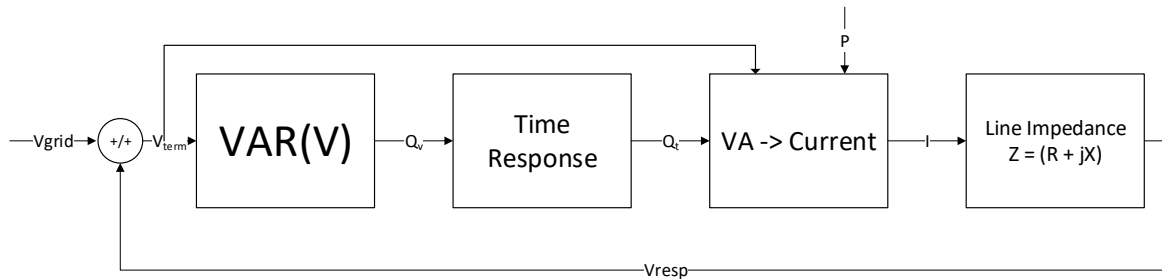 P
Vgrid
+/+
Vterm
VAR(V)
Qv
Time
Response
Qt
VA -> Current
I
Line Impedance
Z = (R + jX)
Vresp